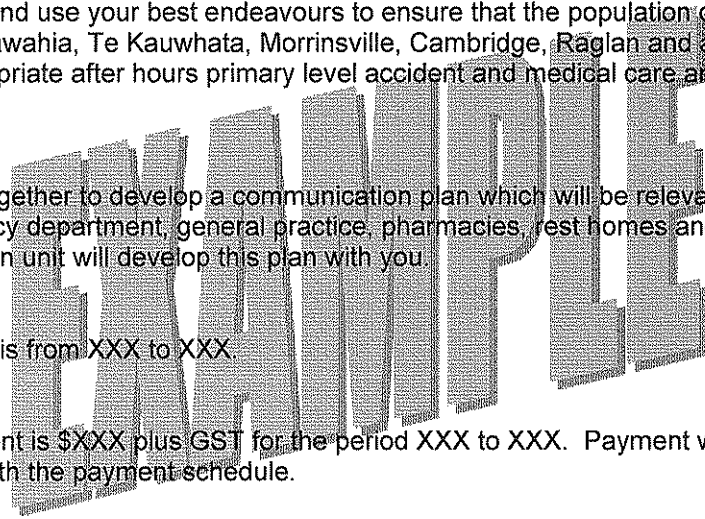 nd use your best endeavours to ensure that the population
awahia, Te Kauwhata, Morrinsville, Cambridge, Raglan and
priate after hours primary level accident and medical care
gether to develop a communication plan which will be
cy department, general practice, pharmacies, rest homes an
n unit will develop this plan with you.
is from XXX to XXX.
nt is $XXX plus GST for the period XXX to XXX. Payment
th the payment schedule.
EXAMPLE